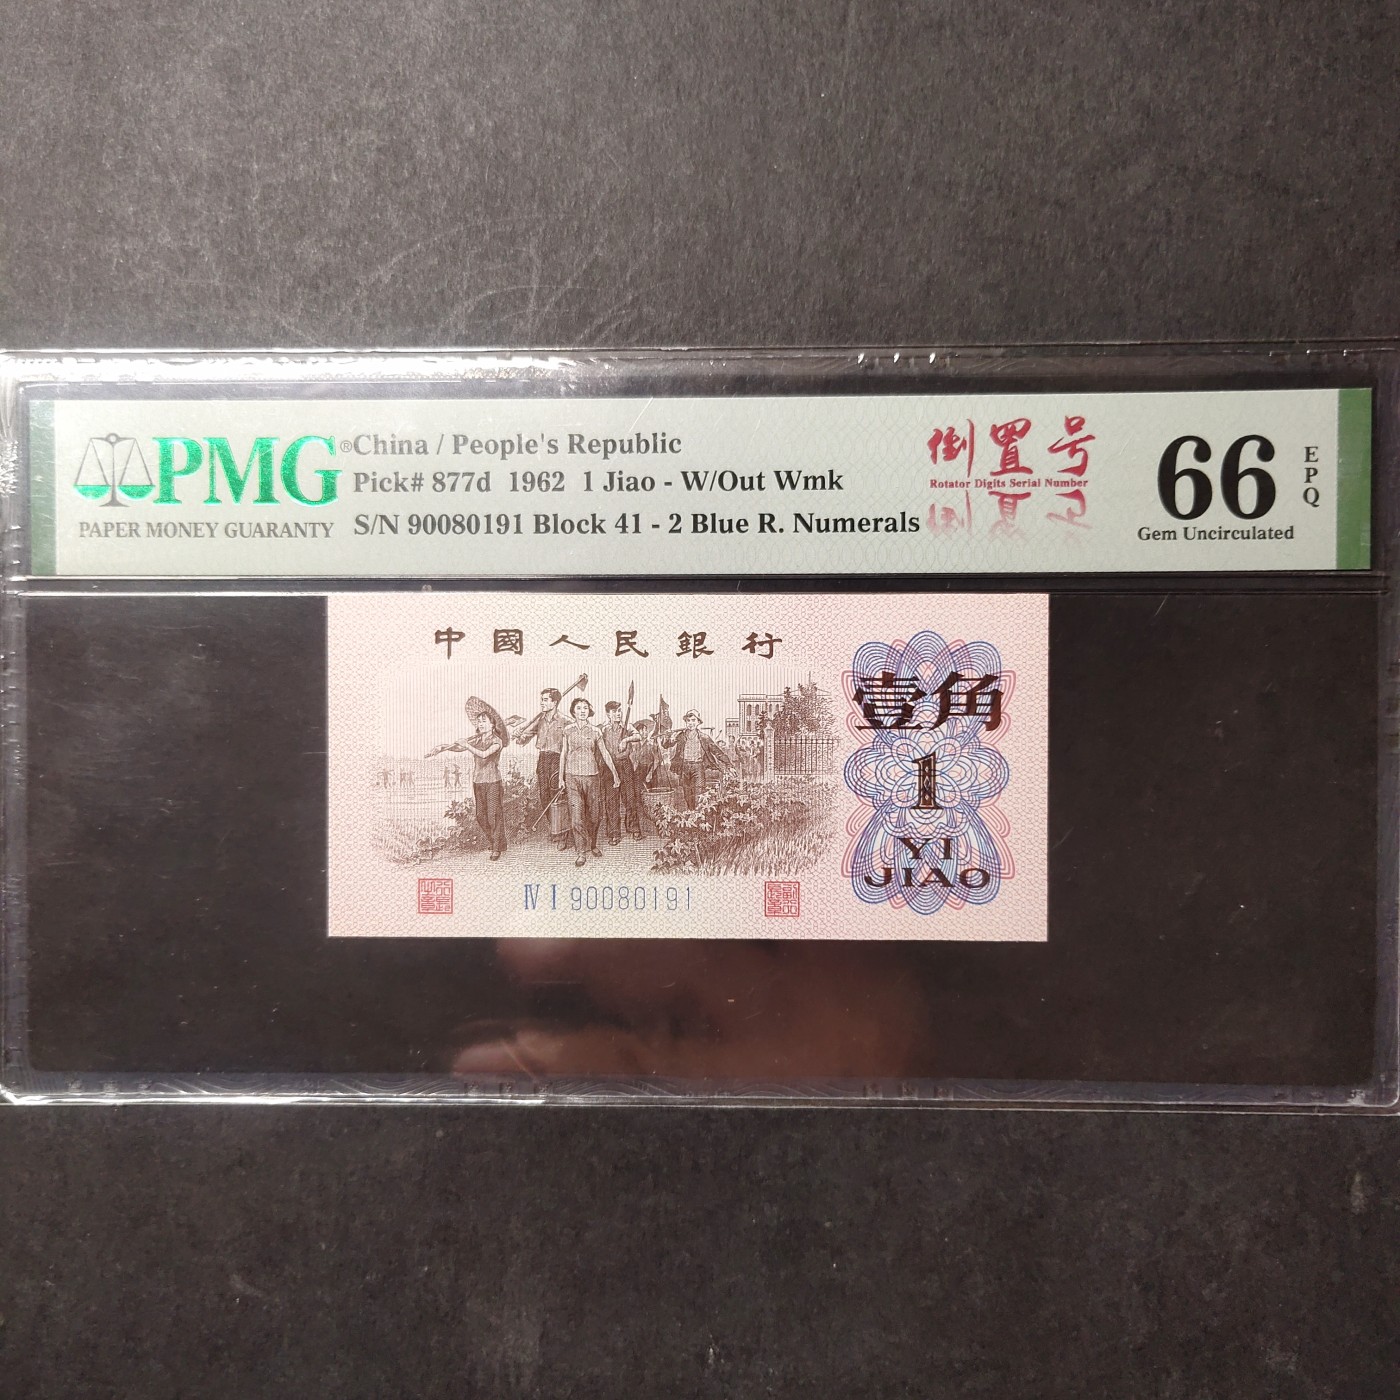 PMG®
PAPER MONEY GUARANTY
China / People's Republic
Pick# 877d 1962 1 Jiao - W/Out Wmk
S/N 90080191 Block 41 - 2 Blue R. Numerals
倒置号
Rotator Digits Serial Number
66
EPQ
Gem Uncirculated
中國人民銀行
壹角
1
YI
JIAO
IV I 90080191